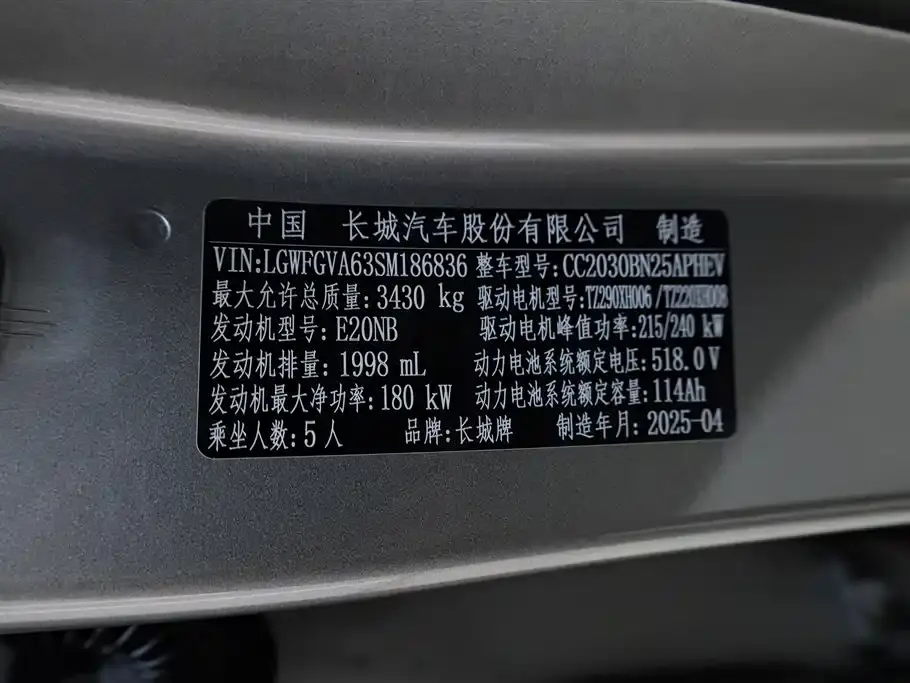 中国 长城汽车股份有限公司 制造
VIN:LGWFGVA63SM186836 整车型号:CC2030BN25APHEV
最大允许总质量:3430 kg 驱动电机型号:TZ290XH006/TZ220XH008
发动机型号:E20NB 驱动电机峰值功率:215/240 kW
发动机排量:1998 mL 动力电池系统额定电压:518.0V
发动机最大净功率:180 kW 动力电池系统额定容量:114Ah
乘坐人数:5人 品牌:长城牌 制造年月:2025-04